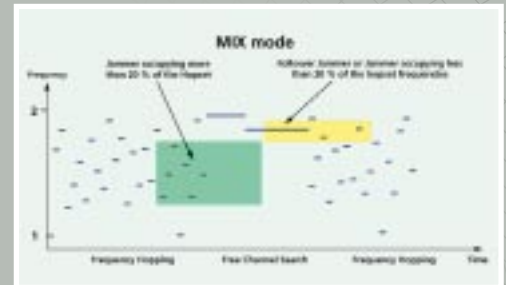 MIX mode
Jammer occupying more
than 20 % of the Hopset
Follower Jammer or Jammer occupying less
than 20 % of the hopset frequencies
Frequency
Frequency Hopping
Free Channel Search
Frequency Hopping
Time